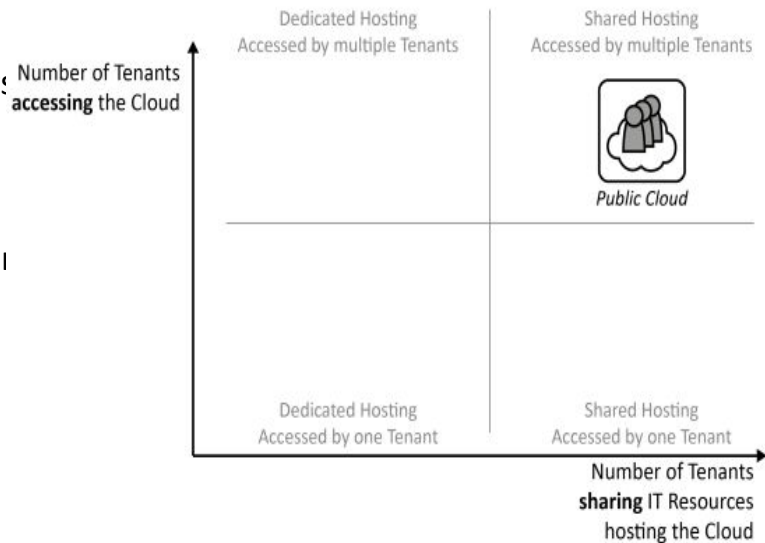 Dedicated Hosting
Accessed by multiple Tenants
Shared Hosting
Accessed by multiple Tenants
Number of Tenants
accessing the Cloud
Public Cloud
Dedicated Hosting
Accessed by one Tenant
Shared Hosting
Accessed by one Tenant
Number of Tenants
sharing IT Resources
hosting the Cloud